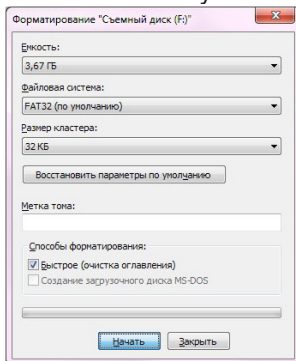 Форматирование "Съемный диск (F:)"
Емкость:
3,67 ГБ
Файловая система:
FAT32 (по умолчанию)
Размер кластера:
32 КБ
Восстановить параметры по умолчанию
Метка тома:
Способы форматирования:
Быстрое (очистка оглавления)
Создание загрузочного диска MS-DOS
Начать
Закрыть